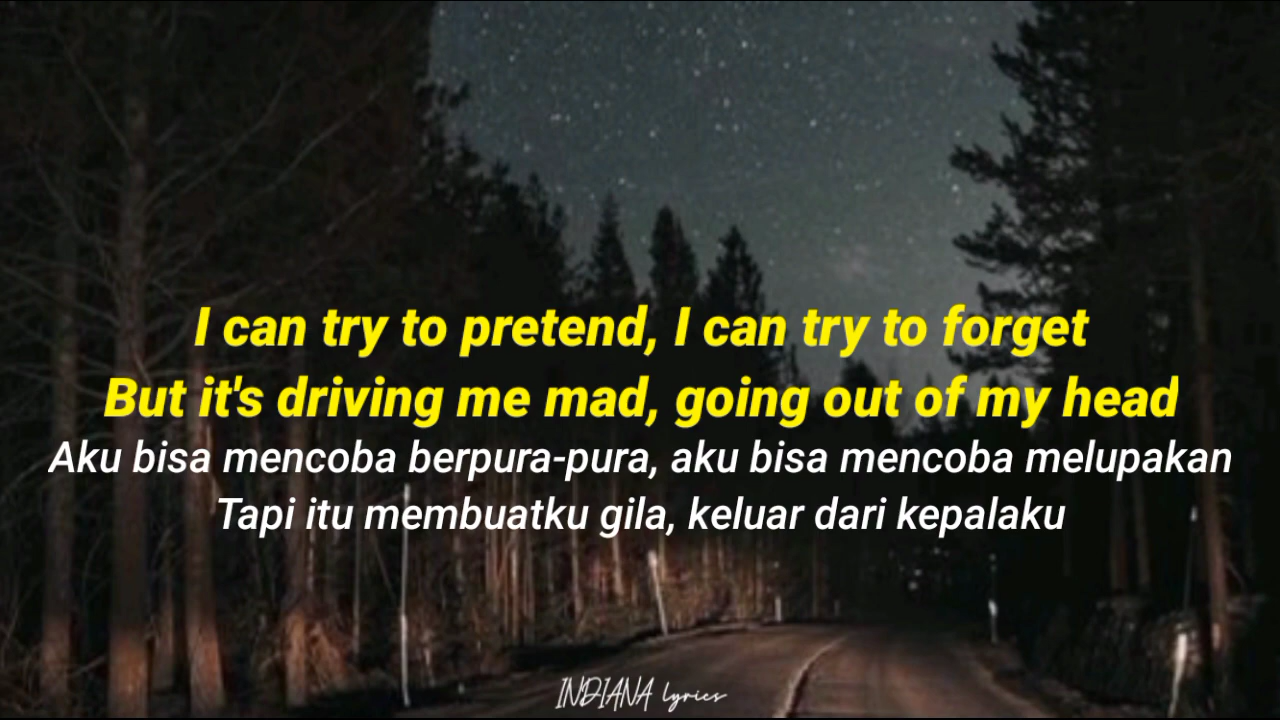 I can try to pretend, I can try to forget
But it's driving me mad, going out of my head
Aku bisa mencoba berpura-pura, aku bisa mencoba melupakan
Tapi itu membuatku gila, keluar dari kepalaku
INDIANA lyrics